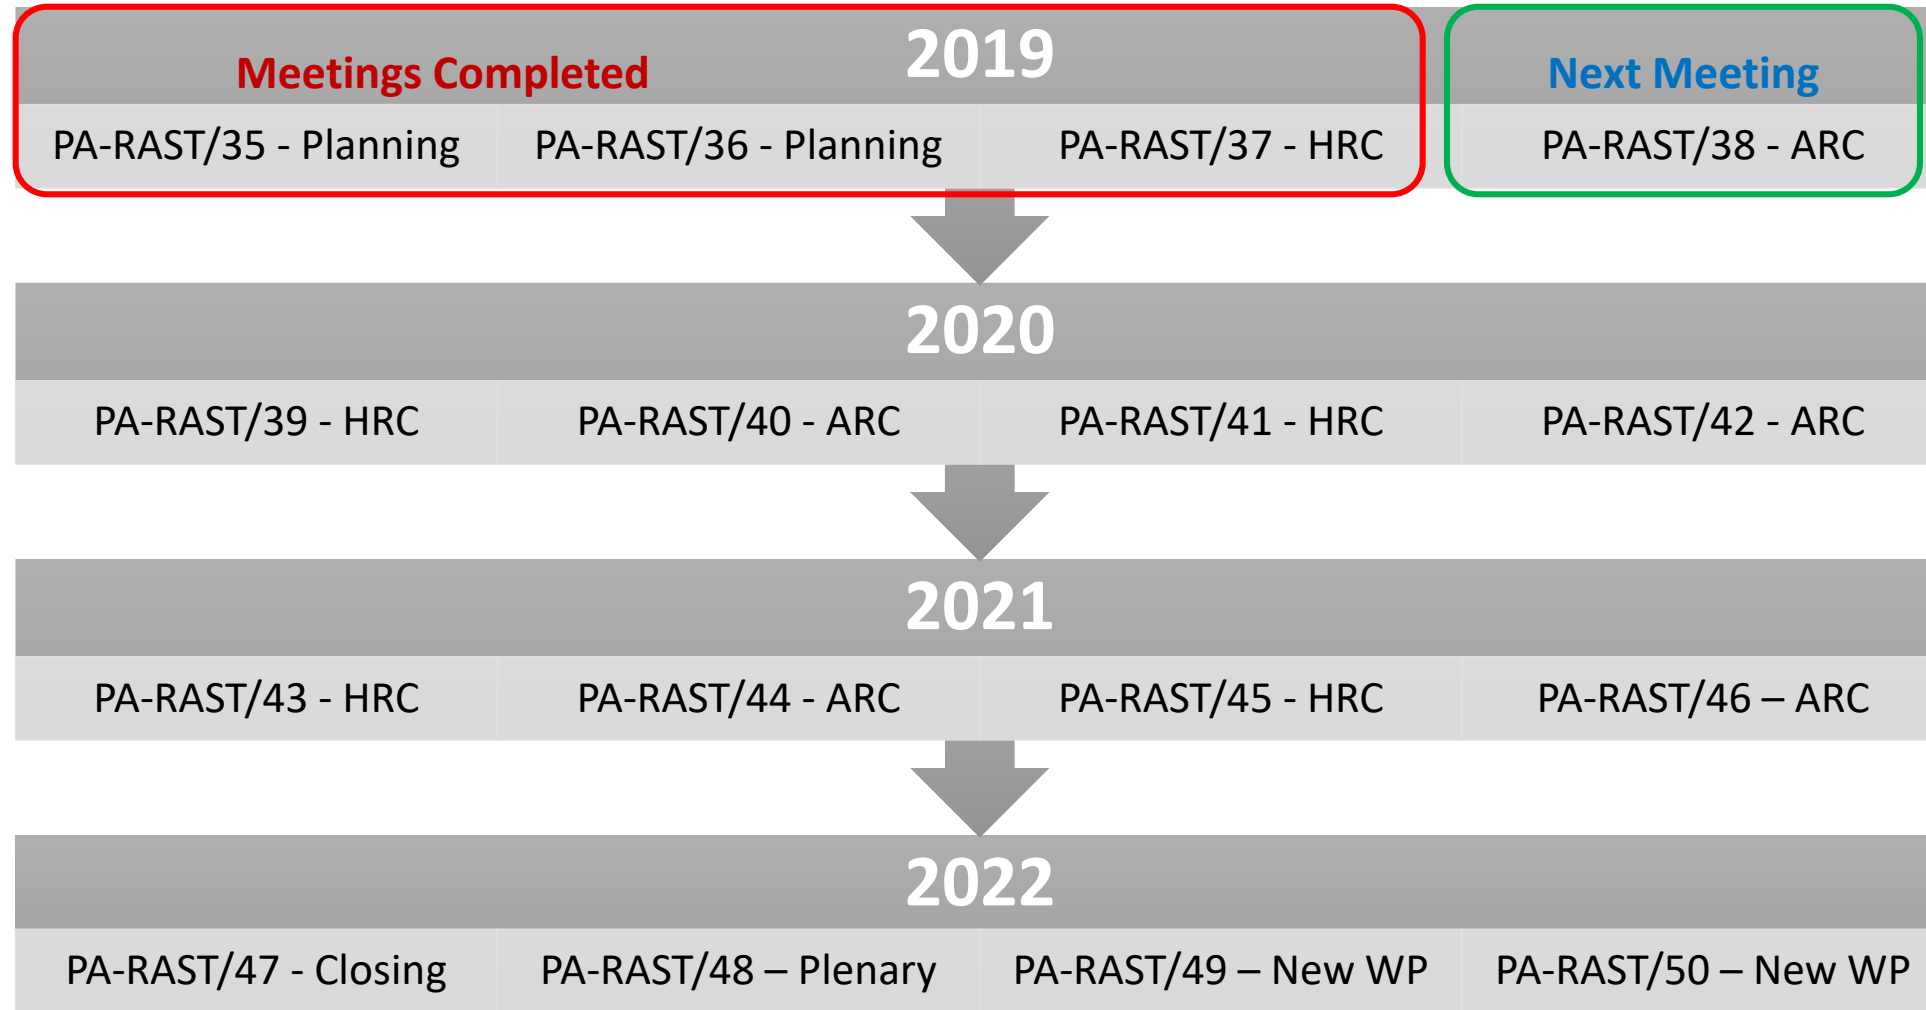 2019
Meetings Completed
Next Meeting
PA-RAST/35 - Planning
PA-RAST/36 - Planning
PA-RAST/37 - HRC
PA-RAST/38 - ARC
2020
PA-RAST/39 - HRC
PA-RAST/40 - ARC
PA-RAST/41 - HRC
PA-RAST/42 - ARC
2021
PA-RAST/43 - HRC
PA-RAST/44 - ARC
PA-RAST/45 - HRC
PA-RAST/46 – ARC
2022
PA-RAST/47 - Closing
PA-RAST/48 – Plenary
PA-RAST/49 – New WP
PA-RAST/50 – New WP